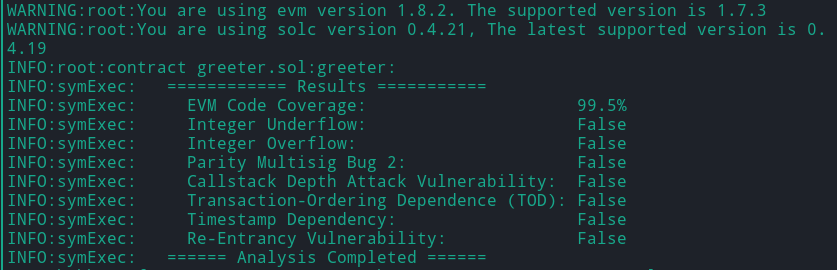 WARNING:root:You are using evm version 1.8.2. The supported version is 1.7.3
WARNING:root:You are using solc version 0.4.21, The latest supported version is 0.
4.19
INFO:root:contract greeter.sol:greeter:
INFO:symExec:   ============ Results ===========
INFO:symExec:     EVM Code Coverage:                     99.5%
INFO:symExec:     Integer Underflow:                     False
INFO:symExec:     Integer Overflow:                      False
INFO:symExec:     Parity Multisig Bug 2:                 False
INFO:symExec:     Callstack Depth Attack Vulnerability:  False
INFO:symExec:     Transaction-Ordering Dependence (TOD): False
INFO:symExec:     Timestamp Dependency:                  False
INFO:symExec:     Re-Entrancy Vulnerability:             False
INFO:symExec:   ====== Analysis Completed ======